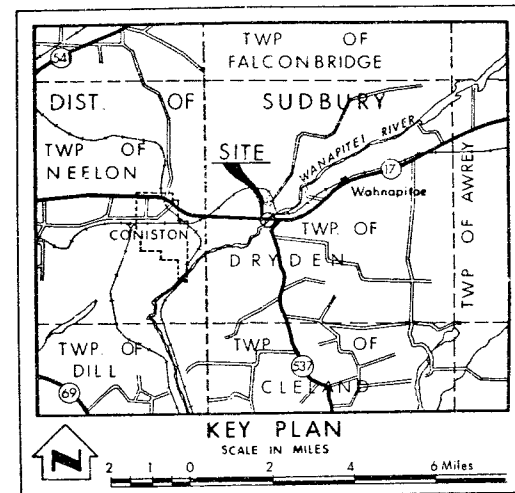 TWP OF
FALCONBRIDGE
54
DIST. OF SUDBURY
WANAPITEI RIVER
TWP OF
NEELON
SITE
17
Wahnapitae
TWP OF AWREY
CONISTON
TWP. OF
DRYDEN
TWP. OF
DILL
TWP OF
CLELAND
537
69
KEY PLAN
SCALE IN MILES
N
2 1 0 2 4 6 Miles